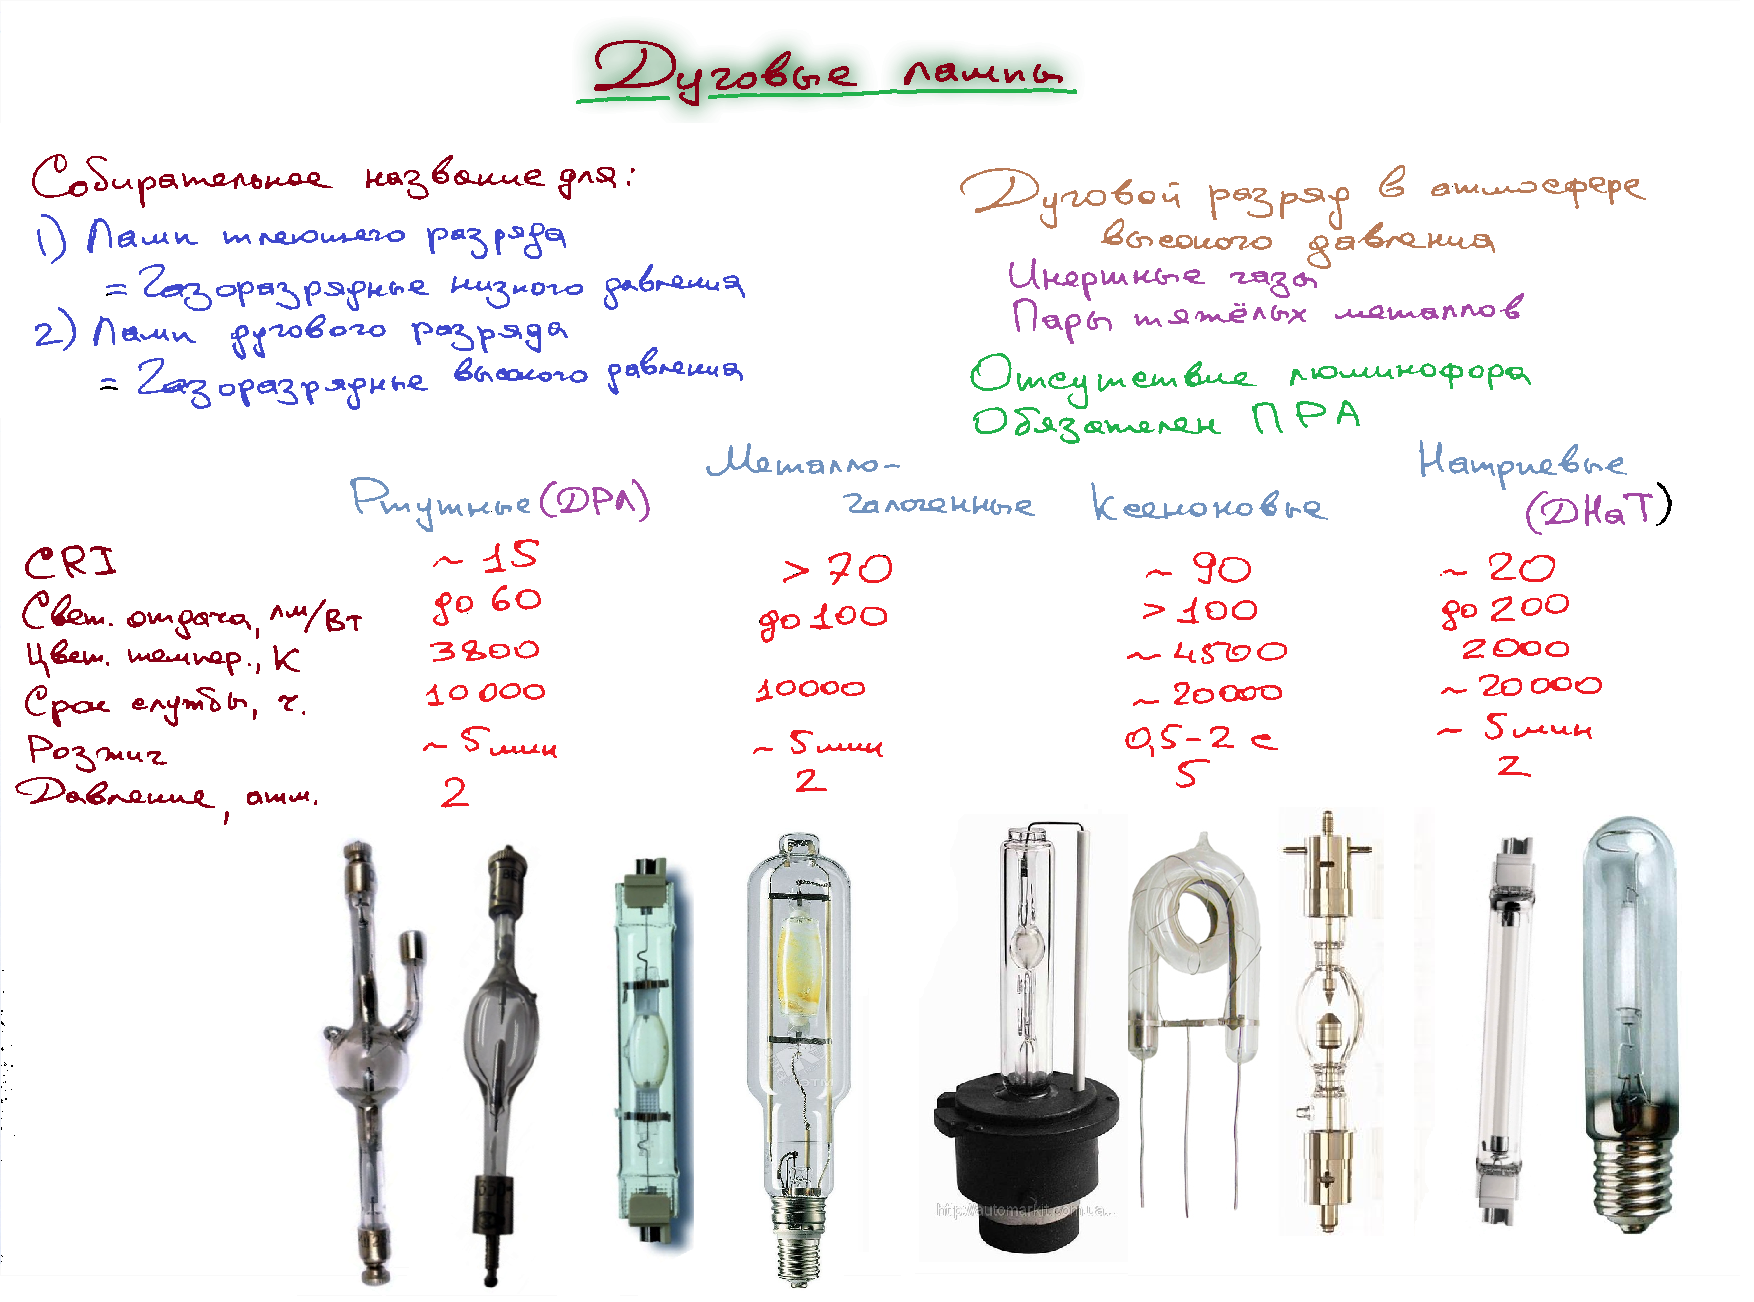 Дуговые лампы
Собирательное название для:
1) Ламп тлеющего разряда
= Газоразрядные низкого давления
2) Ламп дугового разряда
= Газоразрядные высокого давления
Дуговой разряд в атмосфере
высокого давления
Инертные газы
Пары тяжёлых металлов
Отсутствие люминофора
Обязателен ПРА
Ртутные (ДРЛ) Металло- Ксеноновые Натриевые
галогенные (ДНаТ)
CRI ~ 15 > 70 ~ 90 ~ 20
Свет. отдача, лм/Вт до 60 до 100 > 100 до 200
Цвет. темпер., К 3800 ~ 4500 2000
Срок службы, ч. 10 000 10000 ~ 20000 ~ 20000
Розжиг ~ 5 мин ~ 5 мин 0,5-2 с ~ 5 мин
Давление, атм. 2 2 5 2
http://automarkit.com.ua...